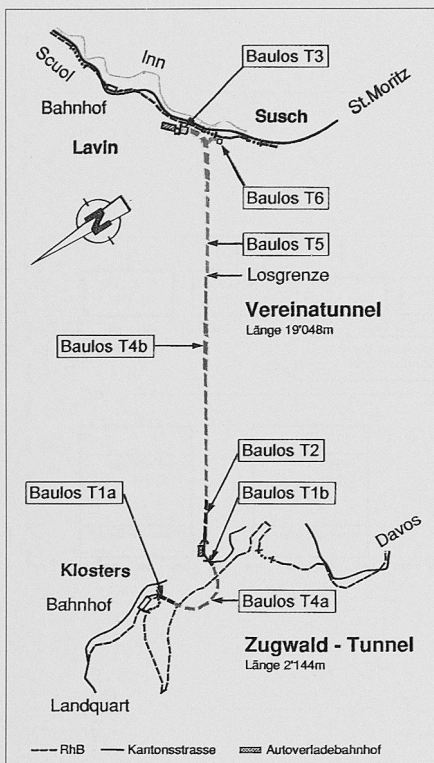 Baulos T3
Inn
Scuol
St.Moritz
Bahnhof
Susch
Lavin
Baulos T6
N
Baulos T5
Losgrenze
Vereinatunnel
Länge 19'048m
Baulos T4b
Baulos T2
Baulos T1a
Baulos T1b
Davos
Klosters
Bahnhof
Baulos T4a
Zugwald - Tunnel
Länge 2'144m
Landquart
RhB
Kantonsstrasse
Autoverladebahnhof